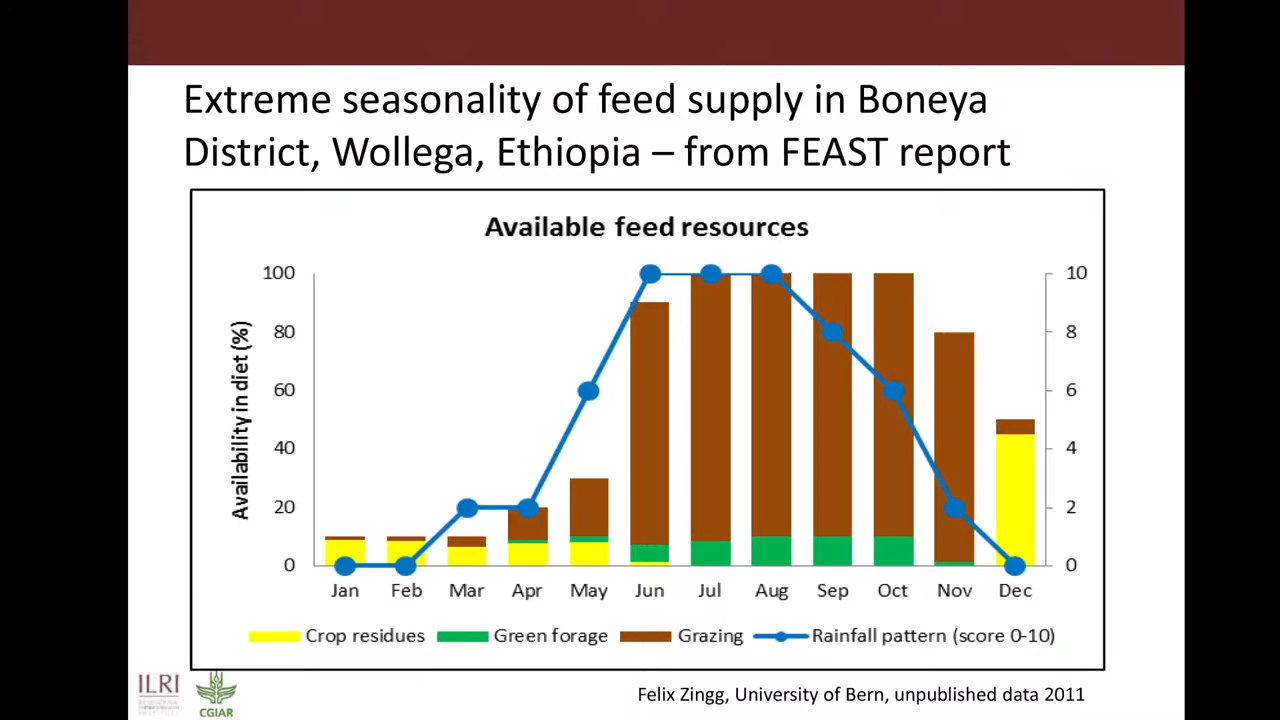 Extreme seasonality of feed supply in Boneya
District, Wollega, Ethiopia – from FEAST report
Available feed resources
Availability in diet (%)
100
80
60
40
20
0
10
8
6
4
2
0
Jan Feb Mar Apr May Jun Jul Aug Sep Oct Nov Dec
Crop residues Green forage Grazing Rainfall pattern (score 0-10)
ILRI
CGIAR
Felix Zingg, University of Bern, unpublished data 2011